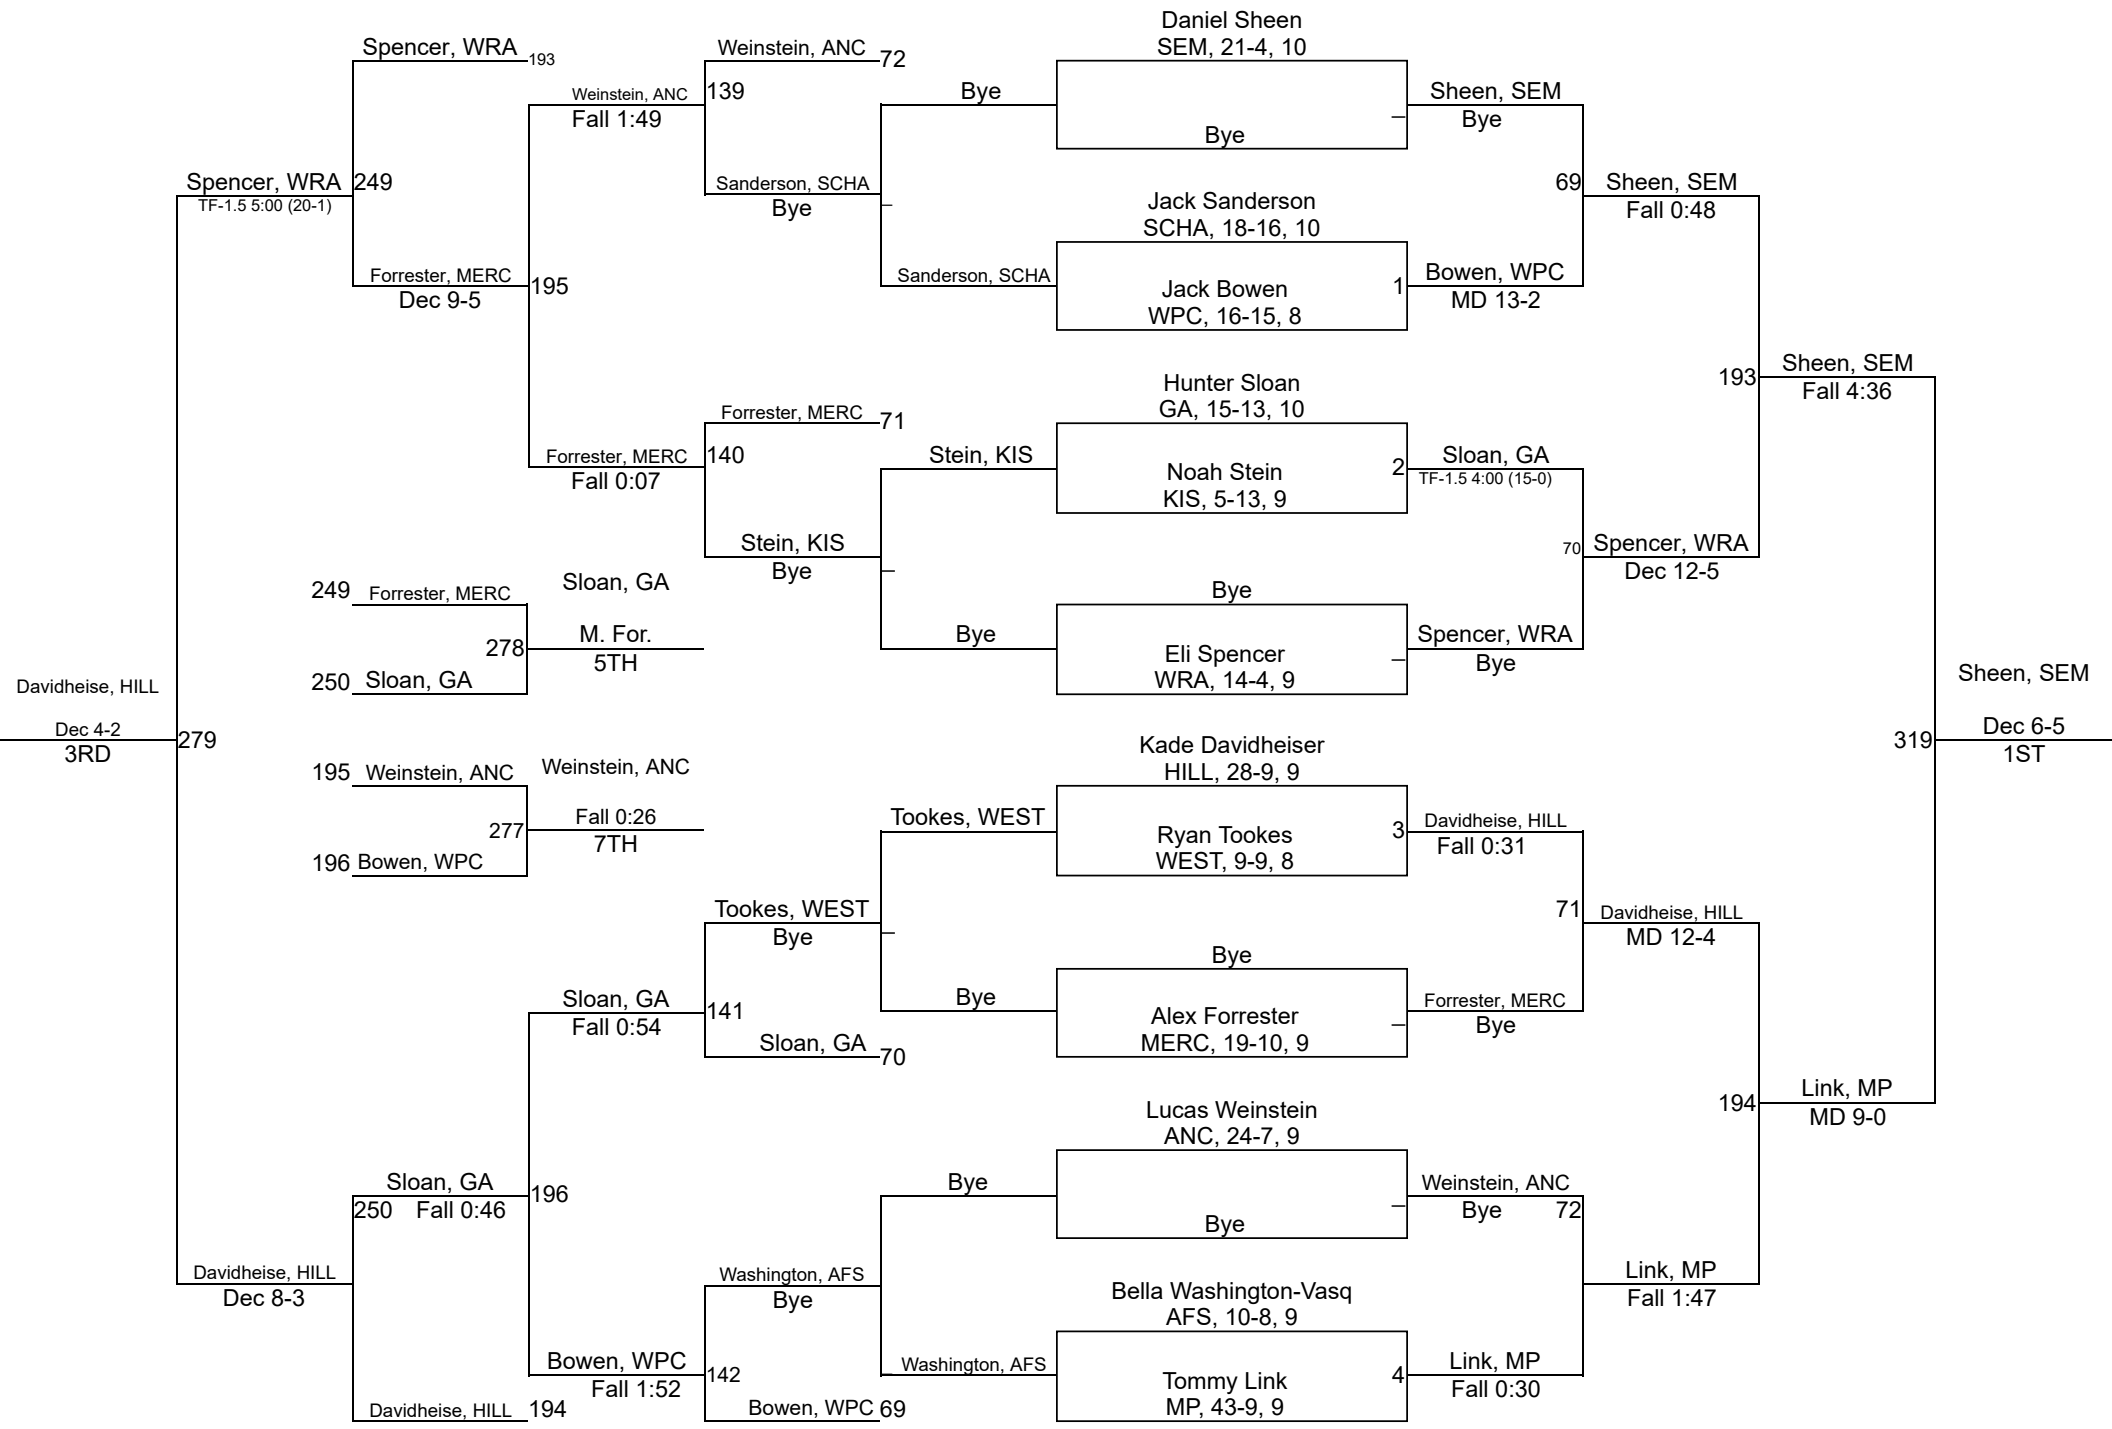 Daniel Sheen
SEM, 21-4, 10
Spencer, WRA
193
Weinstein, ANC
72
Weinstein, ANC
139
Bye
Sheen, SEM
Fall 1:49
Bye
Bye
Spencer, WRA
249
Sanderson, SCHA
69
Sheen, SEM
TF-1.5 5:00 (20-1)
Bye
_
Jack Sanderson
Fall 0:48
SCHA, 18-16, 10
Forrester, MERC
195
Sanderson, SCHA
Jack Bowen
1
Bowen, WPC
Dec 9-5
WPC, 16-15, 8
MD 13-2
_
Hunter Sloan
193
Sheen, SEM
GA, 15-13, 10
Fall 4:36
Forrester, MERC
71
Forrester, MERC
140
Stein, KIS
Noah Stein
2
Sloan, GA
Fall 0:07
KIS, 5-13, 9
TF-1.5 4:00 (15-0)
Stein, KIS
70
Spencer, WRA
Bye
_
Dec 12-5
249
Forrester, MERC
Sloan, GA
Bye
278
M. For.
Bye
Eli Spencer
_
Spencer, WRA
5TH
WRA, 14-4, 9
Bye
250
Sloan, GA
Davidheise, HILL
Sheen, SEM
Dec 4-2
279
319
Dec 6-5
3RD
1ST
195
Weinstein, ANC
Weinstein, ANC
Kade Davidheiser
HILL, 28-9, 9
277
Fall 0:26
Tookes, WEST
Ryan Tookes
3
Davidheise, HILL
7TH
WEST, 9-9, 8
Fall 0:31
196
Bowen, WPC
Tookes, WEST
71
Davidheise, HILL
Bye
_
MD 12-4
Bye
Sloan, GA
141
Bye
Alex Forrester
_
Forrester, MERC
Fall 0:54
MERC, 19-10, 9
Bye
Sloan, GA
70
194
Link, MP
Lucas Weinstein
MD 9-0
ANC, 24-7, 9
Sloan, GA
196
Bye
_
Weinstein, ANC
250
Fall 0:46
Bye
Bye
72
Davidheise, HILL
Washington, AFS
Link, MP
Dec 8-3
Bye
Bella Washington-Vasq
Fall 1:47
AFS, 10-8, 9
Bowen, WPC
142
_
Washington, AFS
Tommy Link
4
Link, MP
Fall 1:52
MP, 43-9, 9
Fall 0:30
Davidheise, HILL
194
Bowen, WPC
69